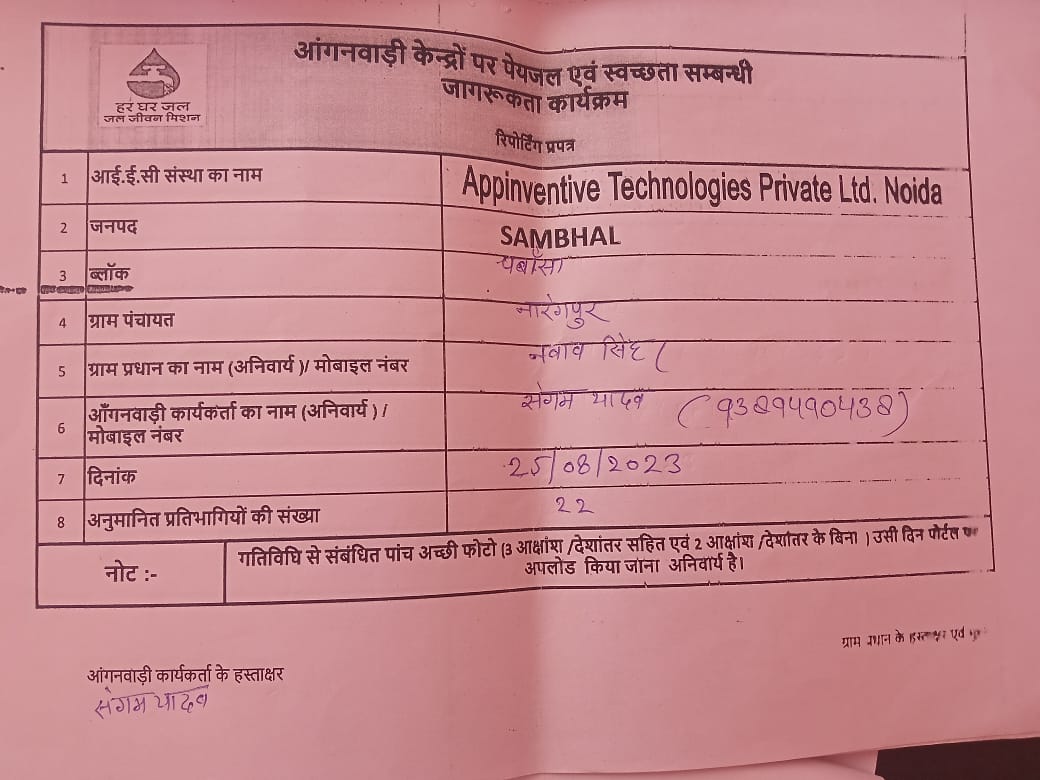 आंगनवाड़ी केन्द्रों पर पेयजल एवं स्वच्छता सम्बन्धी
जागरूकता कार्यक्रम
हर घर जल
जल जीवन मिशन
रिपोर्टिंग प्रपत्र
1 आई.ई.सी संस्था का नाम Appinventive Technologies Private Ltd. Noida
2 जनपद SAMBHAL
3 ब्लॉक पबाँसा
4 ग्राम पंचायत नारंगपुर
5 ग्राम प्रधान का नाम (अनिवार्य )/ मोबाइल नंबर नवाव सिंह (
6 आँगनवाड़ी कार्यकर्ता का नाम (अनिवार्य ) /
मोबाइल नंबर संगम यादव (9389490438)
7 दिनांक 25/08/2023
8 अनुमानित प्रतिभागियों की संख्या 22
नोट :- गतिविधि से संबंधित पांच अच्छी फोटो (3 आक्षांश /देशांतर सहित एवं 2 आक्षांश /देशांतर के बिना ) उसी दिन पोर्टल पर
अपलोड किया जाना अनिवार्य है।
ग्राम प्रधान के हस्ताक्षर एवं
आंगनवाड़ी कार्यकर्ता के हस्ताक्षर
संगम यादव